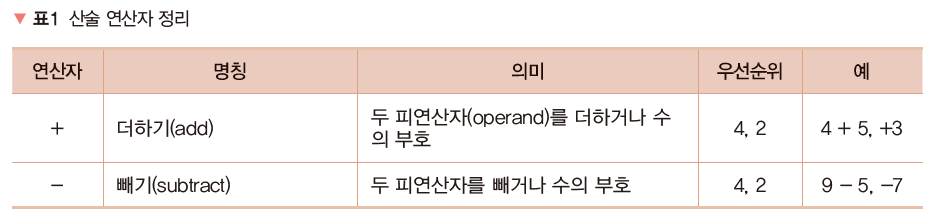 ▼ 표1 산술 연산자 정리
연산자 명칭 의미 우선순위 예
+ 더하기(add) 두 피연산자(operand)를 더하거나 수
의 부호 4, 2 4 + 5, +3
− 빼기(subtract) 두 피연산자를 빼거나 수의 부호 4, 2 9 − 5, −7